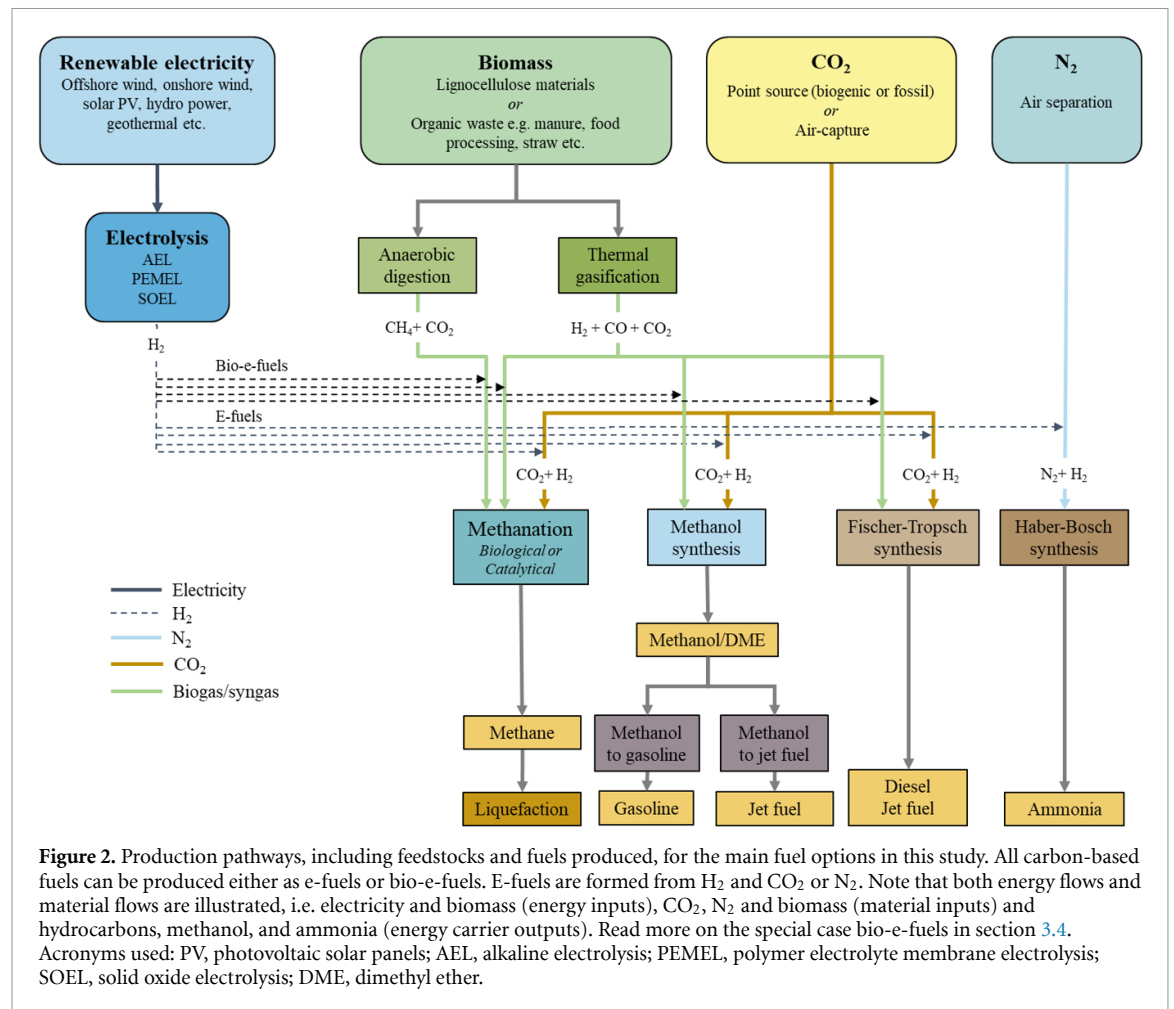 Renewable electricity
Offshore wind, onshore wind,
solar PV, hydro power,
geothermal etc.
Biomass
Lignocellulose materials
or
Organic waste e.g. manure, food
processing, straw etc.
CO₂
Point source (biogenic or fossil)
or
Air-capture
N₂
Air separation
Electrolysis
AEL
PEMEL
SOEL
Anaerobic
digestion
Thermal
gasification
H₂
CH₄+ CO₂
H₂ + CO + CO₂
Bio-e-fuels
E-fuels
CO₂+ H₂
CO₂+ H₂
CO₂+ H₂
N₂+ H₂
Methanation
Biological or
Catalytical
Methanol
synthesis
Fischer-Tropsch
synthesis
Haber-Bosch
synthesis
Electricity
H₂
N₂
CO₂
Biogas/syngas
Methanol/DME
Methane
Methanol
to gasoline
Methanol
to jet fuel
Liquefaction
Gasoline
Jet fuel
Diesel
Jet fuel
Ammonia
Figure 2. Production pathways, including feedstocks and fuels produced, for the main fuel options in this study. All carbon-based
fuels can be produced either as e-fuels or bio-e-fuels. E-fuels are formed from H₂ and CO₂ or N₂. Note that both energy flows and
material flows are illustrated, i.e. electricity and biomass (energy inputs), CO₂, N₂ and biomass (material inputs) and
hydrocarbons, methanol, and ammonia (energy carrier outputs). Read more on the special case bio-e-fuels in section 3.4.
Acronyms used: PV, photovoltaic solar panels; AEL, alkaline electrolysis; PEMEL, polymer electrolyte membrane electrolysis;
SOEL, solid oxide electrolysis; DME, dimethyl ether.